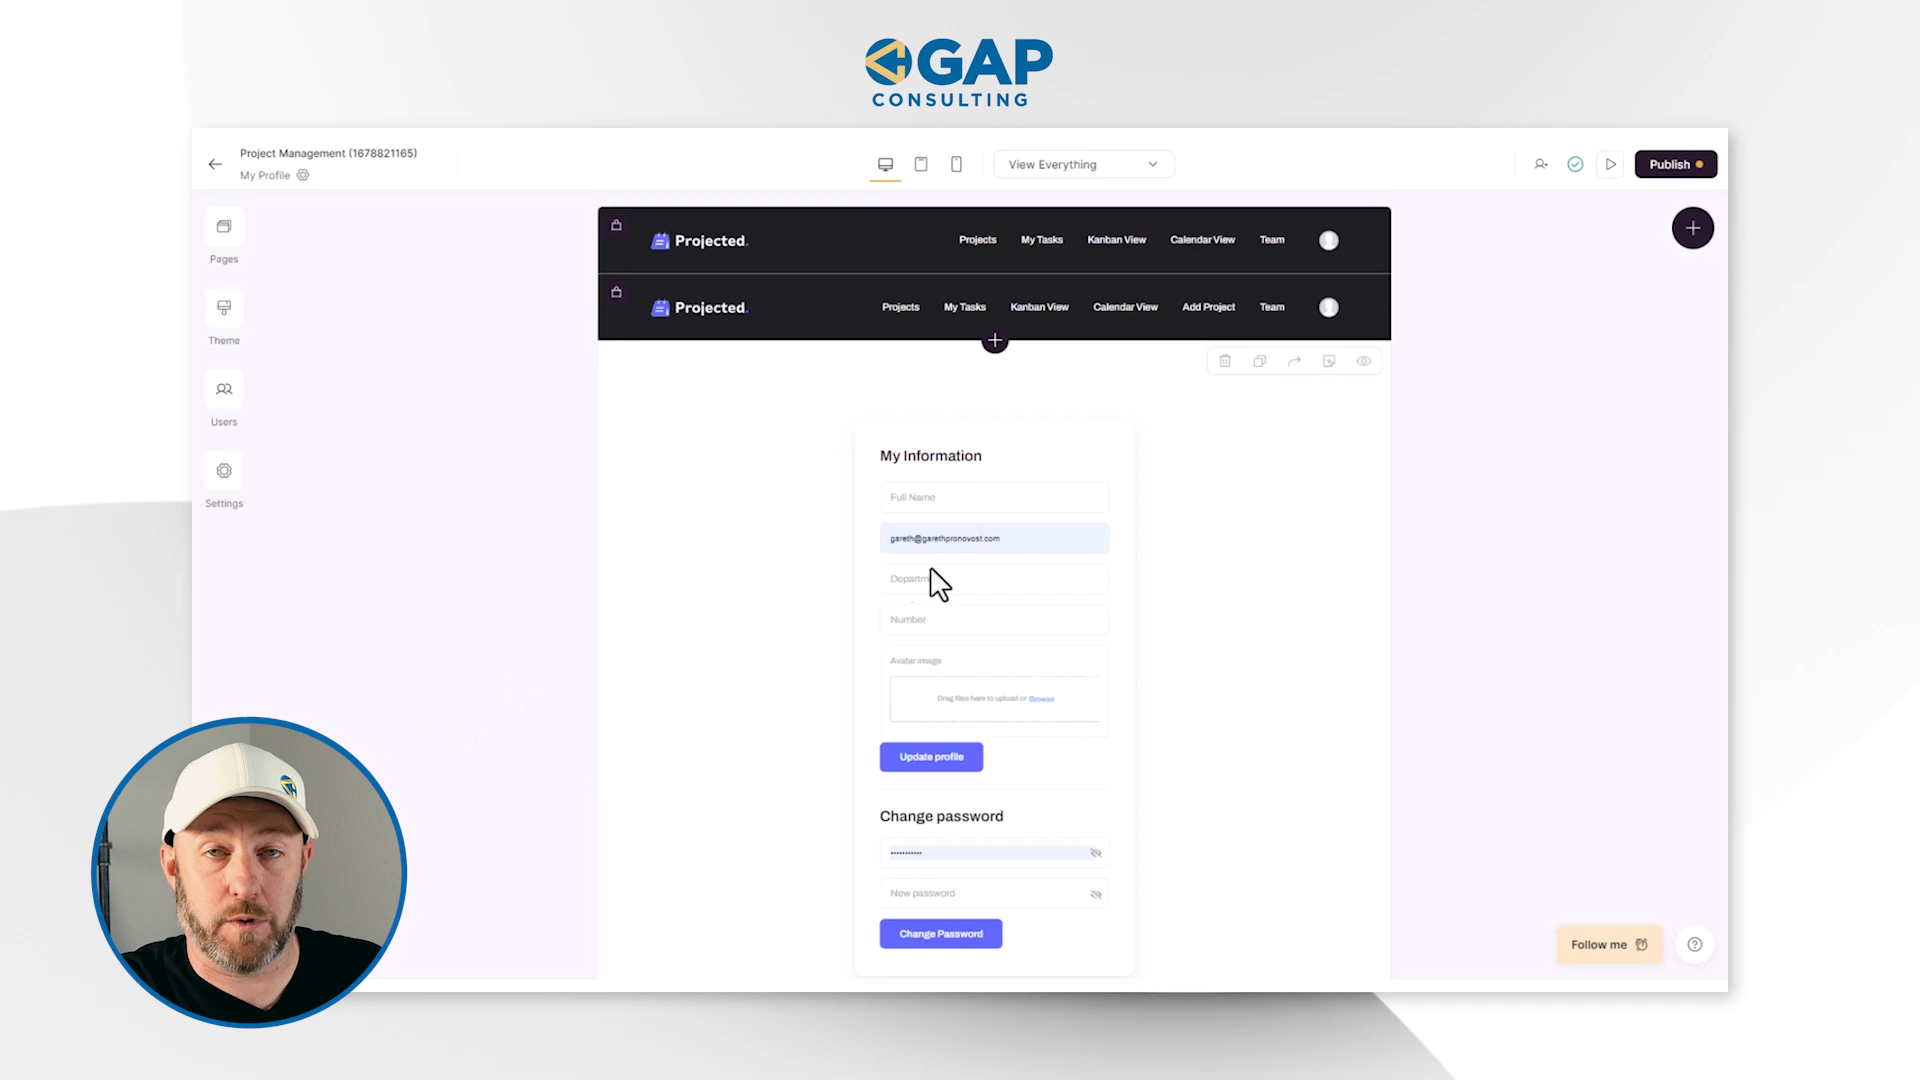 GAP
CONSULTING
Project Management (1678821165)
My Profile
View Everything
Publish
Pages
Theme
Users
Settings
Projected.
Projects My Tasks Kanban View Calendar View Team
Projected.
Projects My Tasks Kanban View Calendar View Add Project Team
My Information
Full Name
gareth@garethpronovost.com
Departm
Number
Avatar image
Drag files here to upload or Browse
Update profile
Change password
New password
Change Password
Follow me